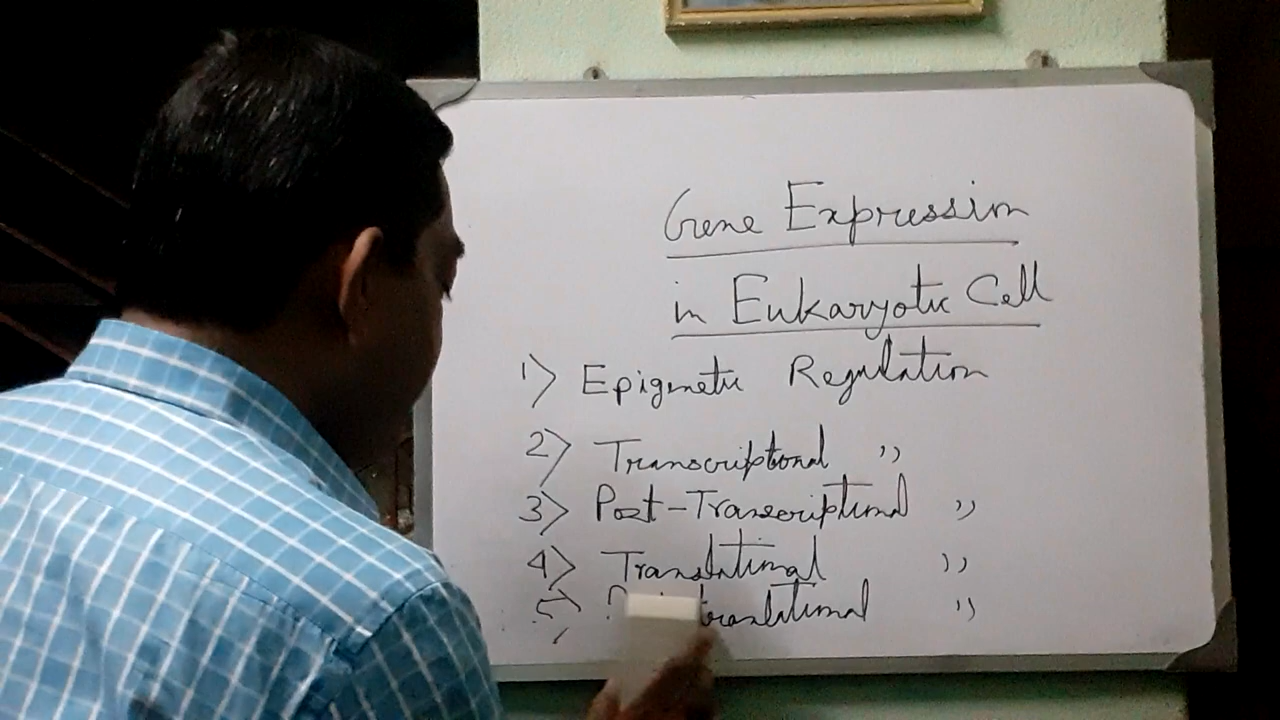 Gene Expression
in Eukaryotic Cell
1) Epigenetic Regulation
2) Transcriptional ,,
3) Post-Transcriptional ,,
4) Translational ,,
5) translational ,,